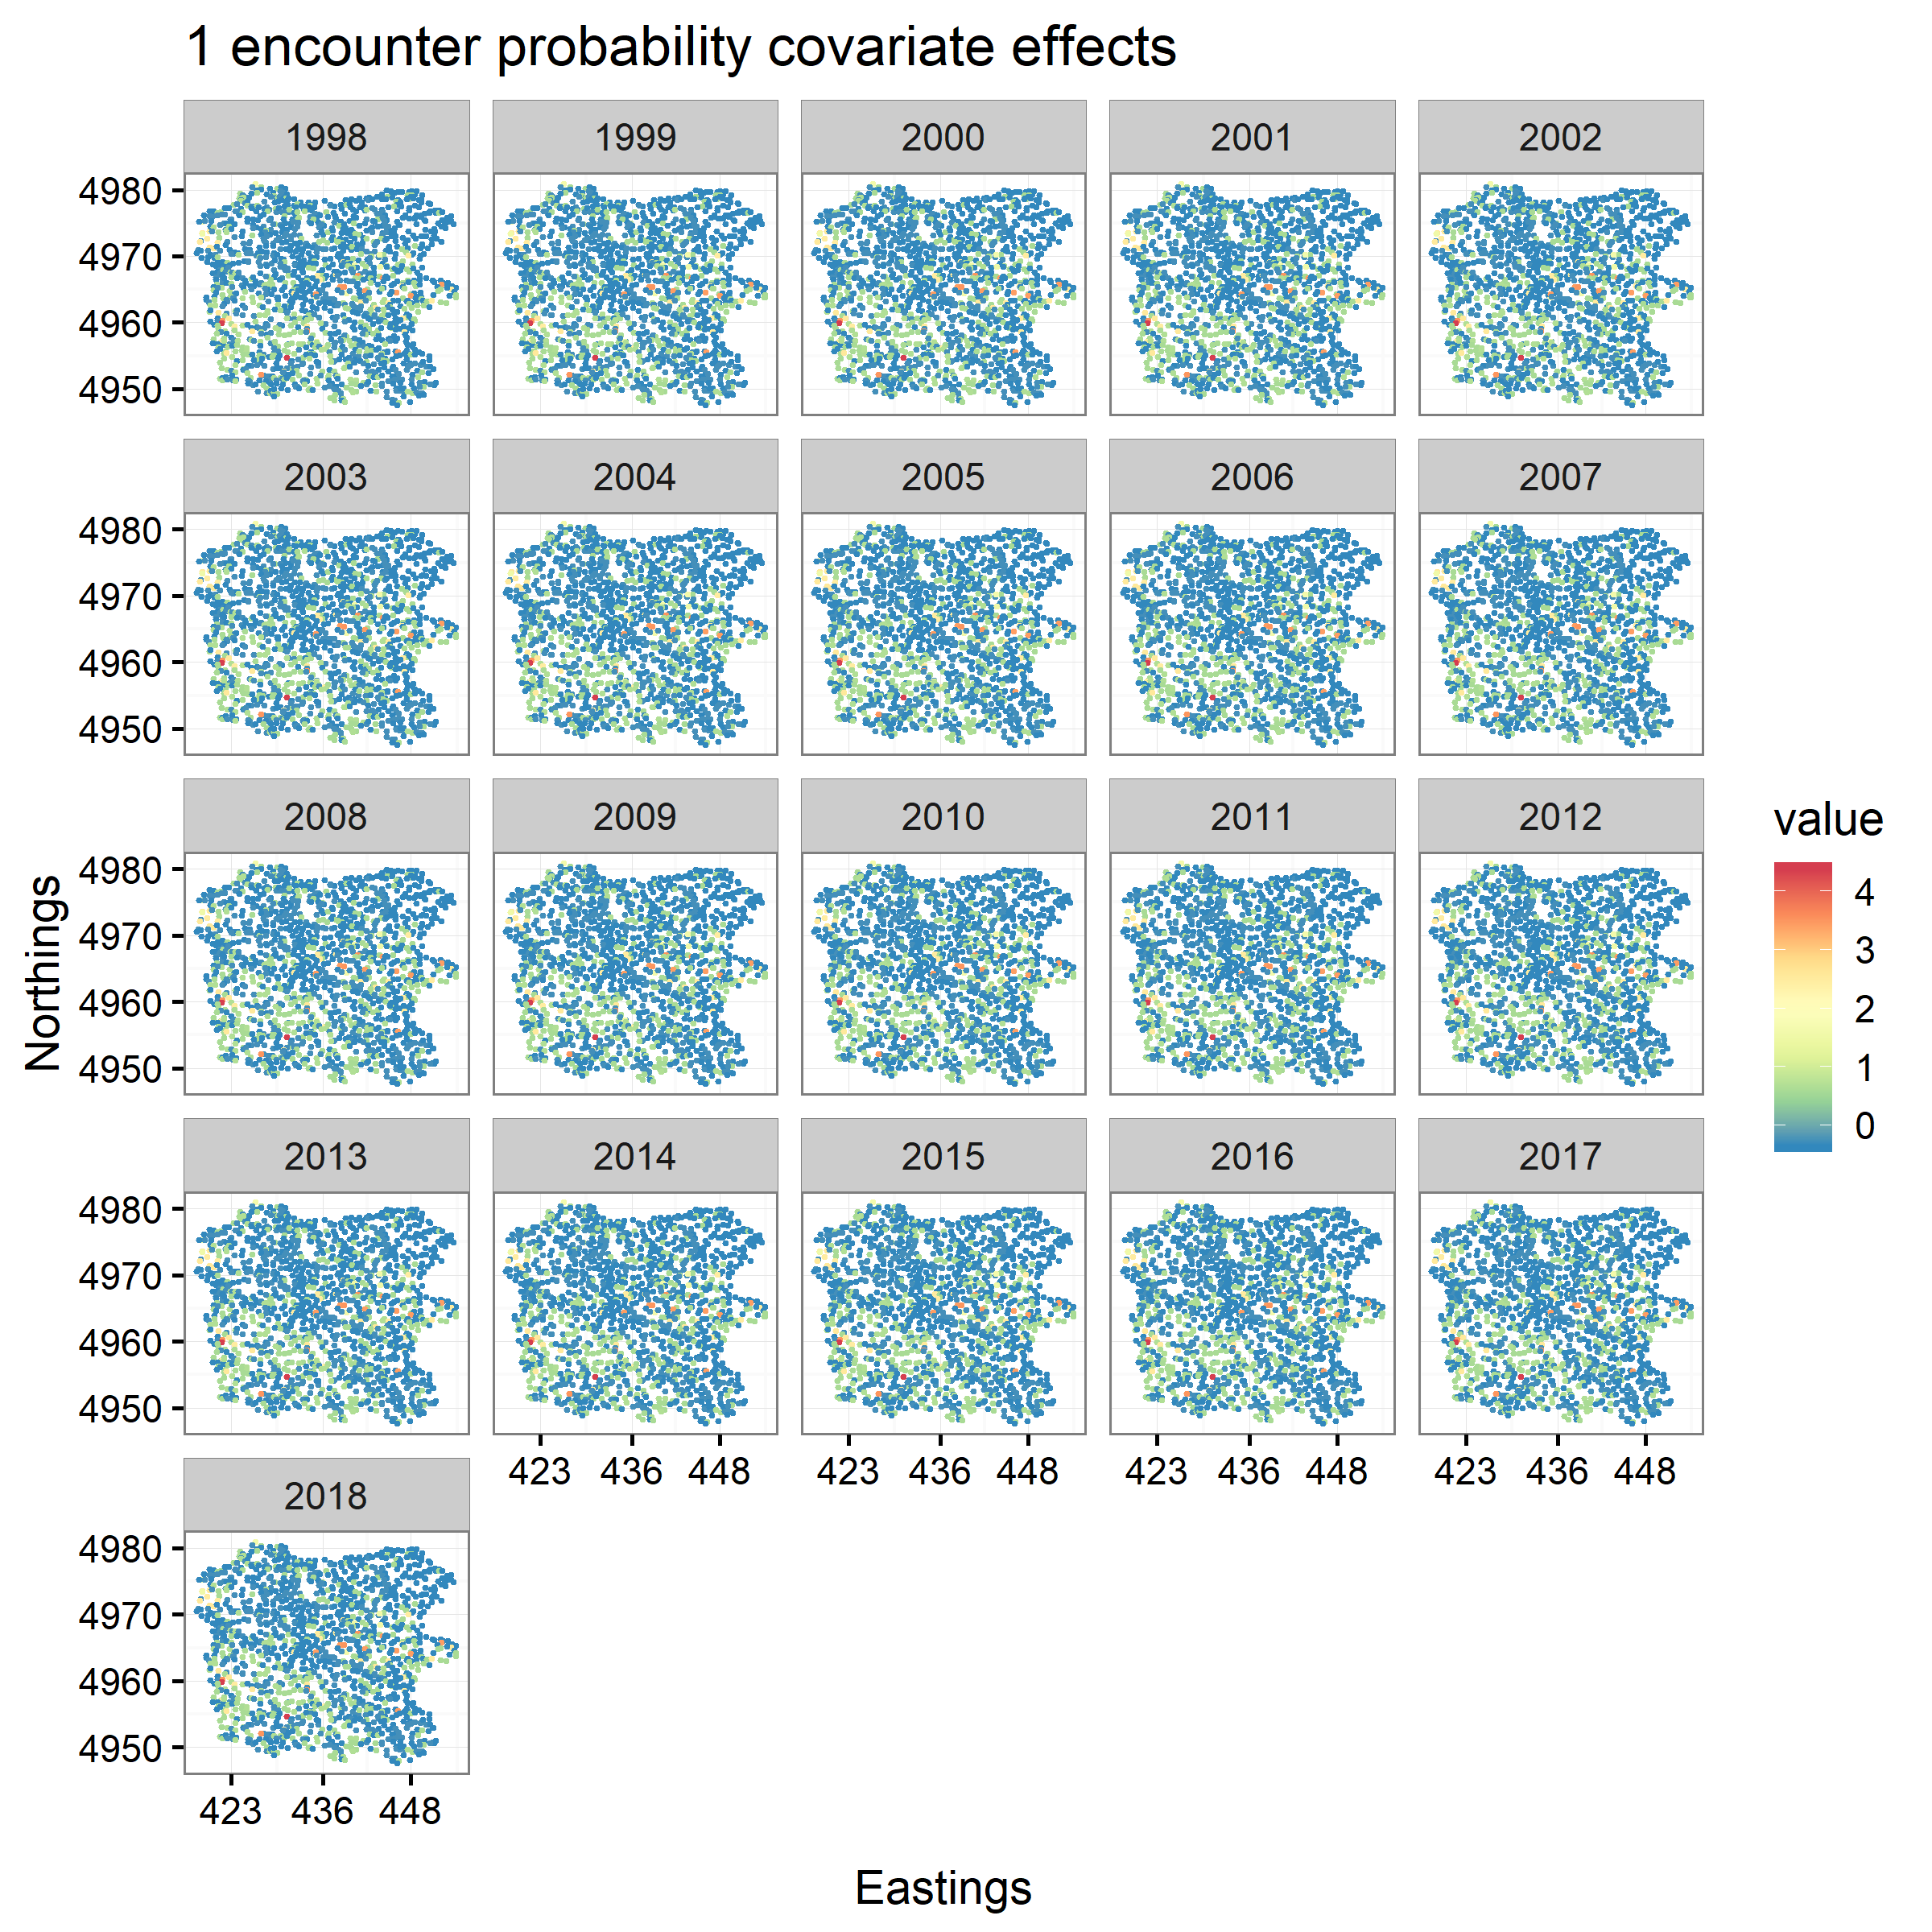 1 encounter probability covariate effects
1998 1999 2000 2001 2002
4980
4970
4960
4950
2003 2004 2005 2006 2007
4980
4970
4960
4950
2008 2009 2010 2011 2012
4980
4970
4960
4950
2013 2014 2015 2016 2017
4980
4970
4960
4950
423 436 448 423 436 448 423 436 448 423 436 448
2018
4980
4970
4960
4950
423 436 448
Eastings
Northings
value
4
3
2
1
0